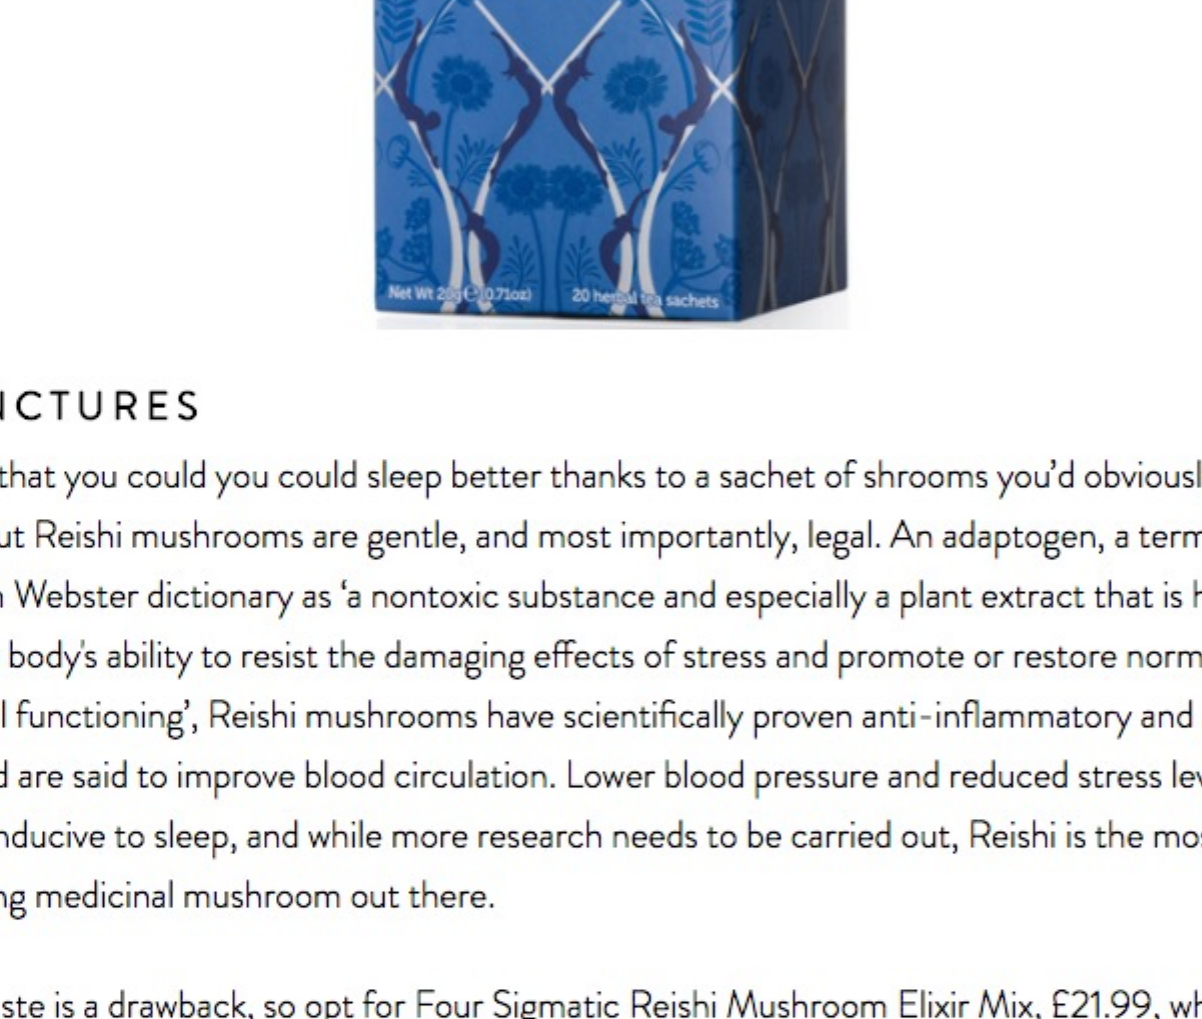 Net Wt 20g e (0.71oz) 20 herbal tea sachets
NCTURES
that you could you could sleep better thanks to a sachet of shrooms you’d obviousl
ut Reishi mushrooms are gentle, and most importantly, legal. An adaptogen, a term
Webster dictionary as ‘a nontoxic substance and especially a plant extract that is h
body's ability to resist the damaging effects of stress and promote or restore norm
l functioning’, Reishi mushrooms have scientifically proven anti-inflammatory and
d are said to improve blood circulation. Lower blood pressure and reduced stress lev
nducive to sleep, and while more research needs to be carried out, Reishi is the mos
ng medicinal mushroom out there.
ste is a drawback, so opt for Four Sigmatic Reishi Mushroom Elixir Mix, £21.99, wh